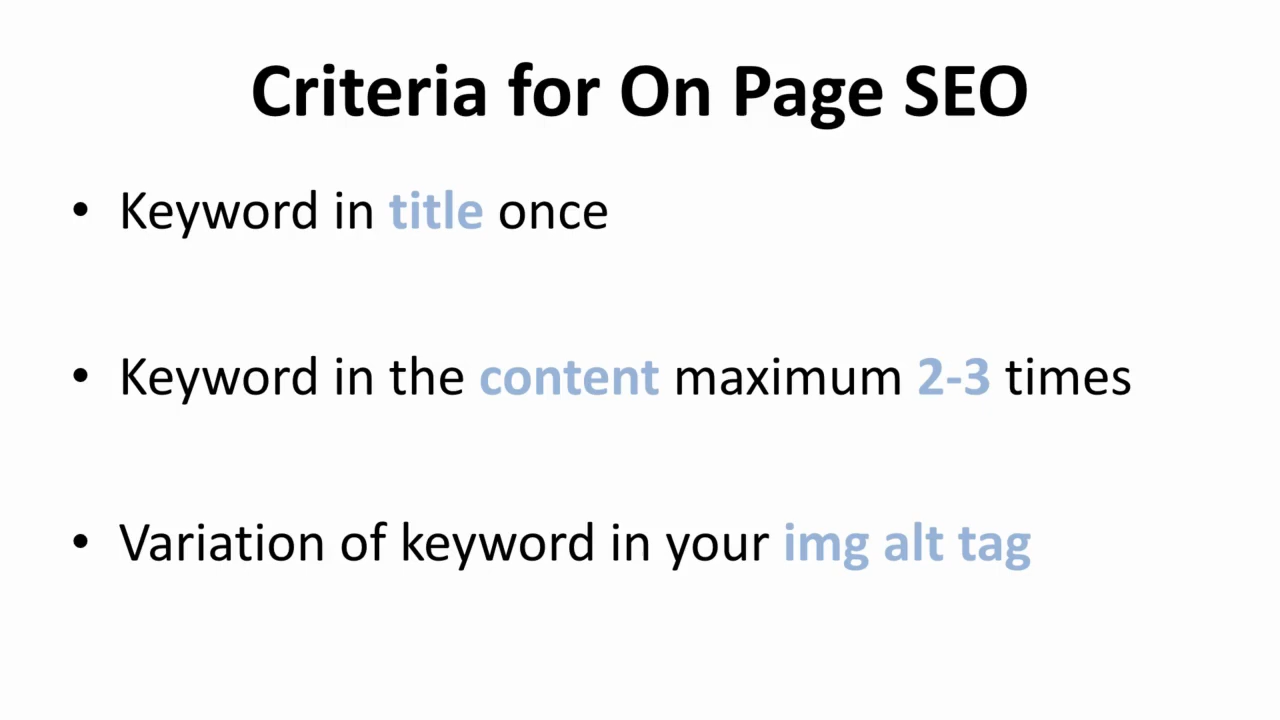 Criteria for On Page SEO
• Keyword in title once
• Keyword in the content maximum 2-3 times
• Variation of keyword in your img alt tag